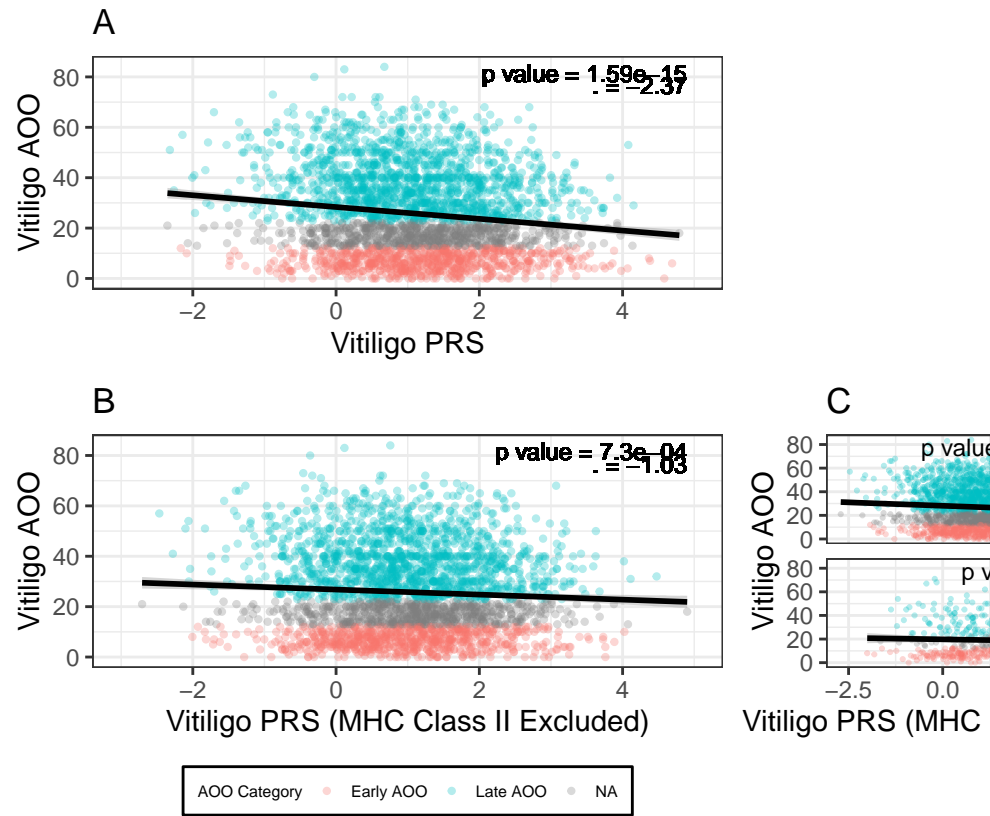 A
p value = 1.59e−15
. = −2.37
Vitiligo AOO
80
60
40
20
0
−2 0 2 4
Vitiligo PRS
B
p value = 7.3e−04
. = −1.03
Vitiligo AOO
80
60
40
20
0
−2 0 2 4
Vitiligo PRS (MHC Class II Excluded)
C
p value
Vitiligo AOO
80
60
40
20
0
p v
80
60
40
20
0
−2.5 0.0
Vitiligo PRS (MHC
AOO Category Early AOO Late AOO NA